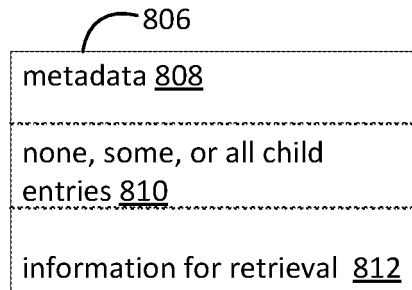 806
metadata 808
none, some, or all child
entries 810
information for retrieval 812